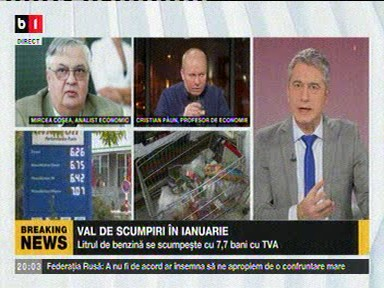 B1
DIRECT
MIRCEA COȘEA, ANALIST ECONOMIC
CRISTIAN PĂUN, PROFESOR DE ECONOMIE
6.26
6.75
6.42
7.07
BREAKING
NEWS
VAL DE SCUMPIRI ÎN IANUARIE
Litrul de benzină se scumpește cu 7,7 bani cu TVA
20:03 Federația Rusă: A nu fi de acord ar însemna să ne apropiem de o confruntare mare